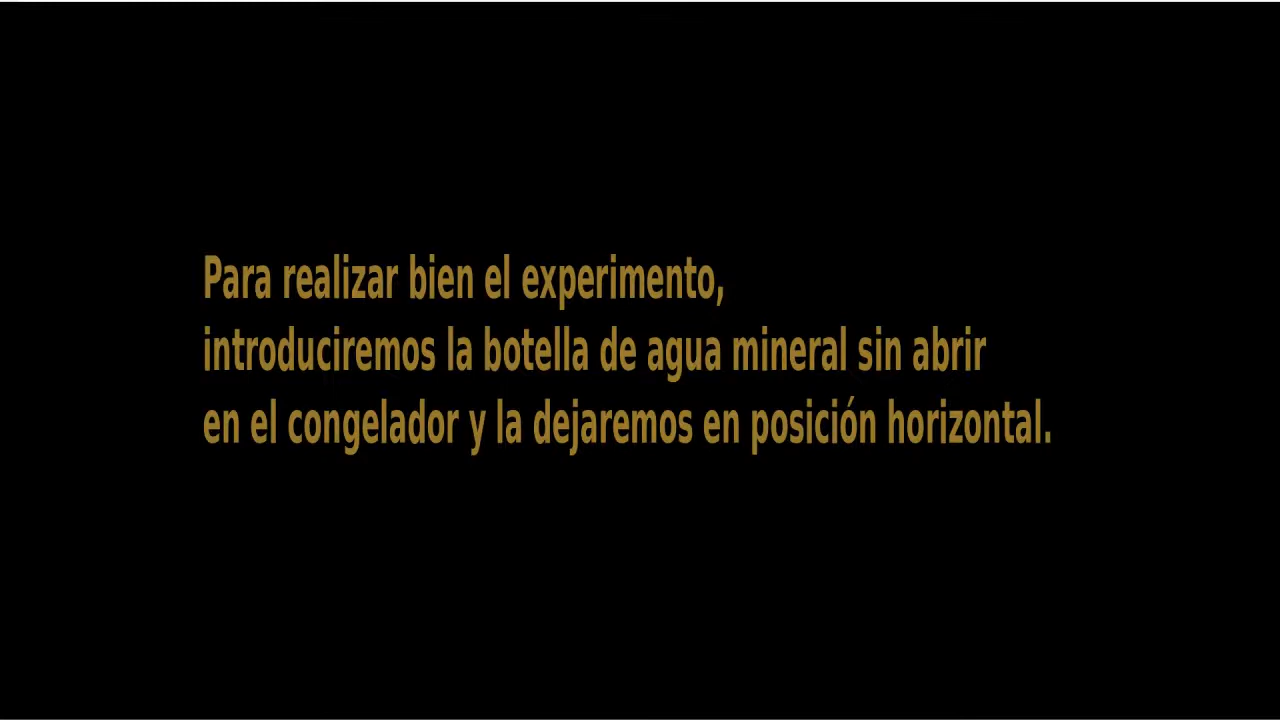 Para realizar bien el experimento,
introduciremos la botella de agua mineral sin abrir
en el congelador y la dejaremos en posición horizontal.